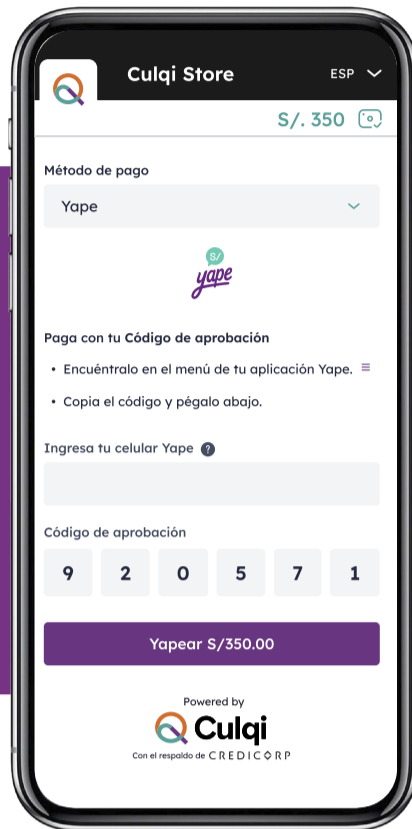 Culqi Store
ESP
S/. 350
Método de pago
Yape
S/
yape
Paga con tu Código de aprobación
• Encuéntralo en el menú de tu aplicación Yape.
• Copia el código y pégalo abajo.
Ingresa tu celular Yape ?
Código de aprobación
9 2 0 5 7 1
Yapear S/350.00
Powered by
Culqi
Con el respaldo de CREDICORP